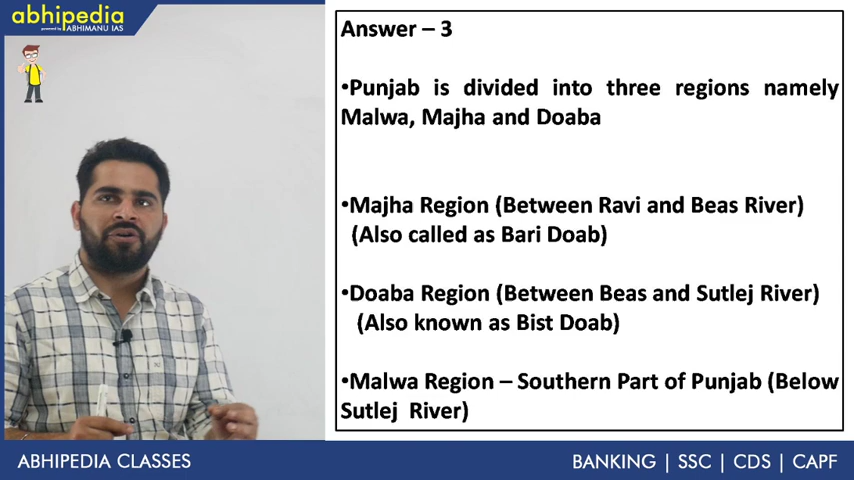 abhipedia
powered by ABHIMANU IAS
Answer – 3
•Punjab is divided into three regions namely
Malwa, Majha and Doaba
•Majha Region (Between Ravi and Beas River)
(Also called as Bari Doab)
•Doaba Region (Between Beas and Sutlej River)
(Also known as Bist Doab)
•Malwa Region – Southern Part of Punjab (Below
Sutlej River)
ABHIPEDIA CLASSES
BANKING | SSC | CDS | CAPF